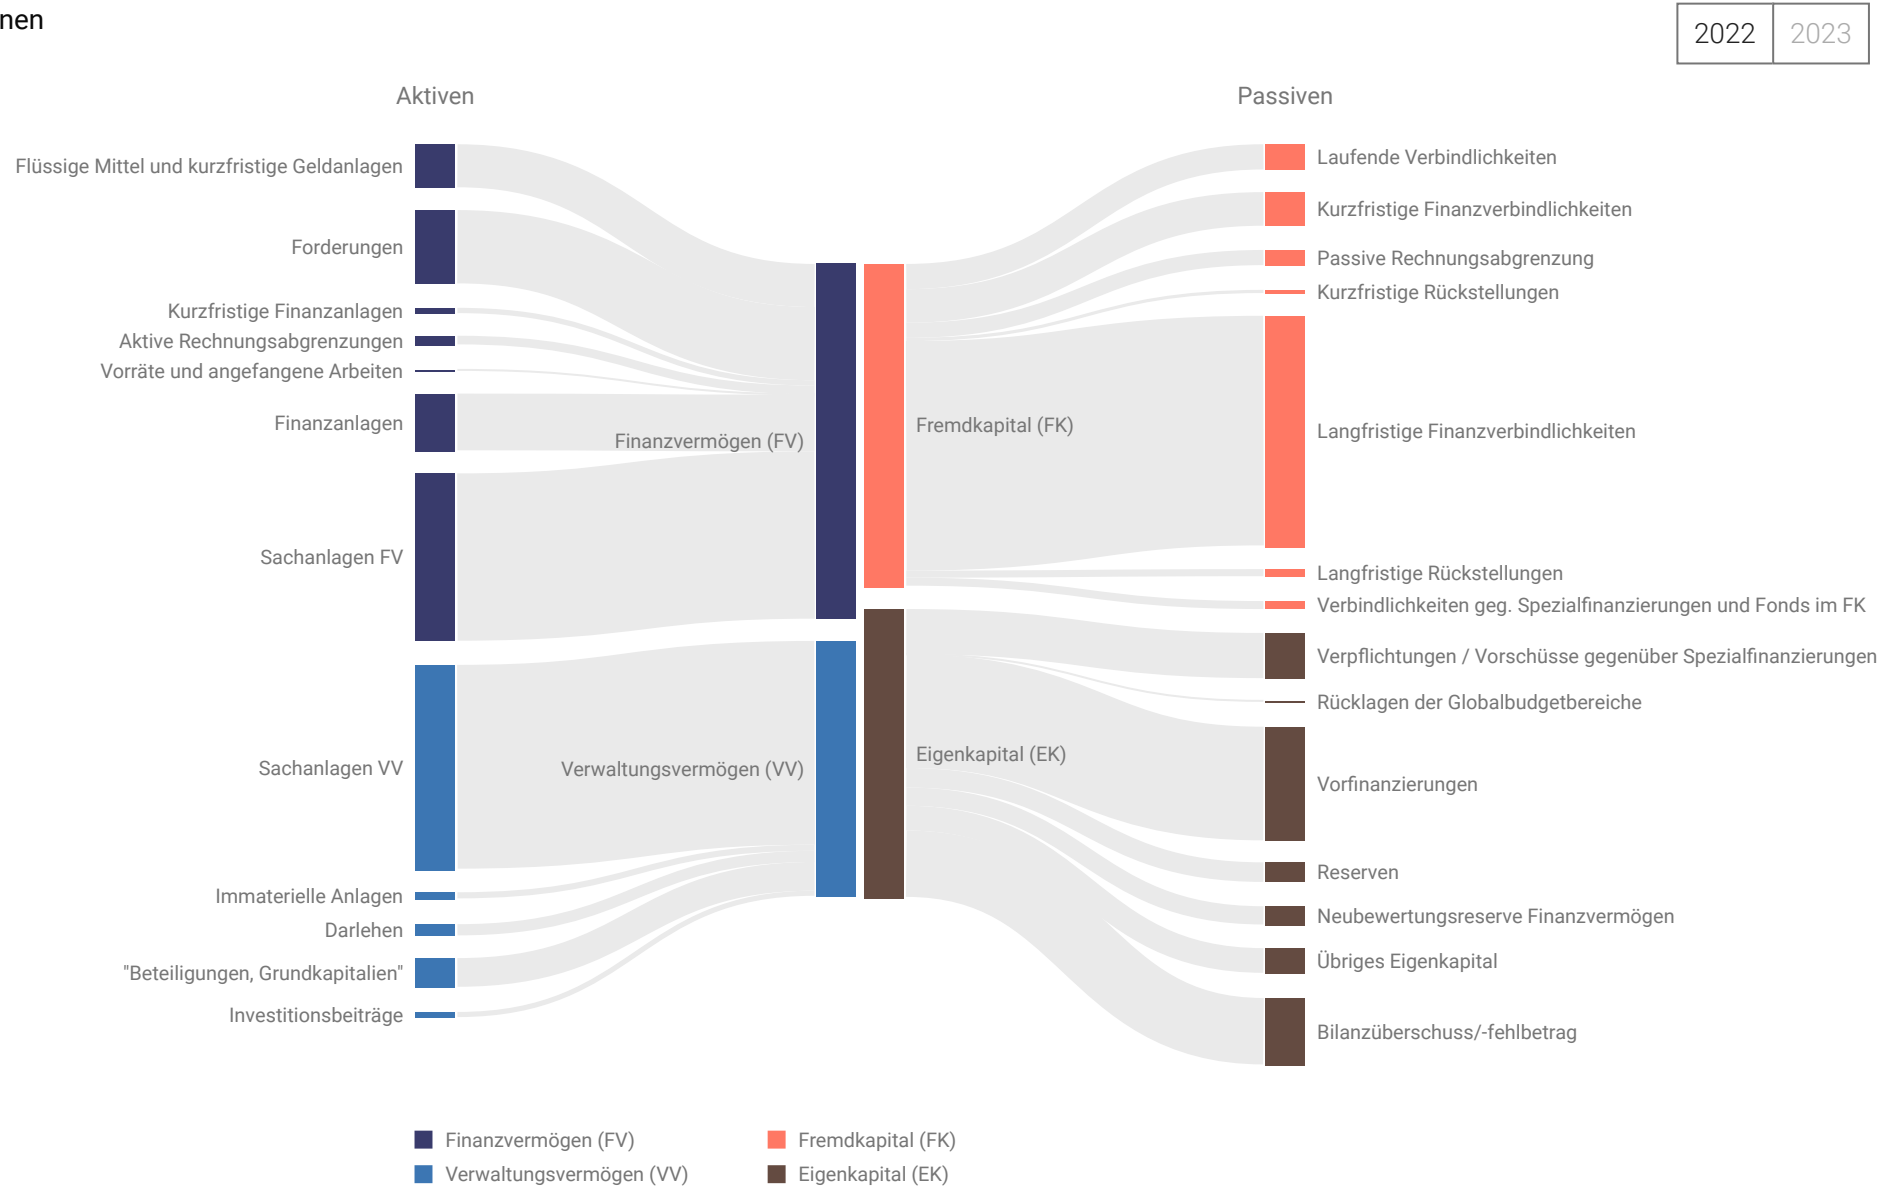 nen
2022
2023
Aktiven
Passiven
Flüssige Mittel und kurzfristige Geldanlagen
Forderungen
Kurzfristige Finanzanlagen
Aktive Rechnungsabgrenzungen
Vorräte und angefangene Arbeiten
Finanzanlagen
Sachanlagen FV
Sachanlagen VV
Immaterielle Anlagen
Darlehen
"Beteiligungen, Grundkapitalien"
Investitionsbeiträge
Finanzvermögen (FV)
Verwaltungsvermögen (VV)
Fremdkapital (FK)
Eigenkapital (EK)
Laufende Verbindlichkeiten
Kurzfristige Finanzverbindlichkeiten
Passive Rechnungsabgrenzung
Kurzfristige Rückstellungen
Langfristige Finanzverbindlichkeiten
Langfristige Rückstellungen
Verbindlichkeiten geg. Spezialfinanzierungen und Fonds im FK
Verpflichtungen / Vorschüsse gegenüber Spezialfinanzierungen
Rücklagen der Globalbudgetbereiche
Vorfinanzierungen
Reserven
Neubewertungsreserve Finanzvermögen
Übriges Eigenkapital
Bilanzüberschuss/-fehlbetrag
Finanzvermögen (FV)
Verwaltungsvermögen (VV)
Fremdkapital (FK)
Eigenkapital (EK)